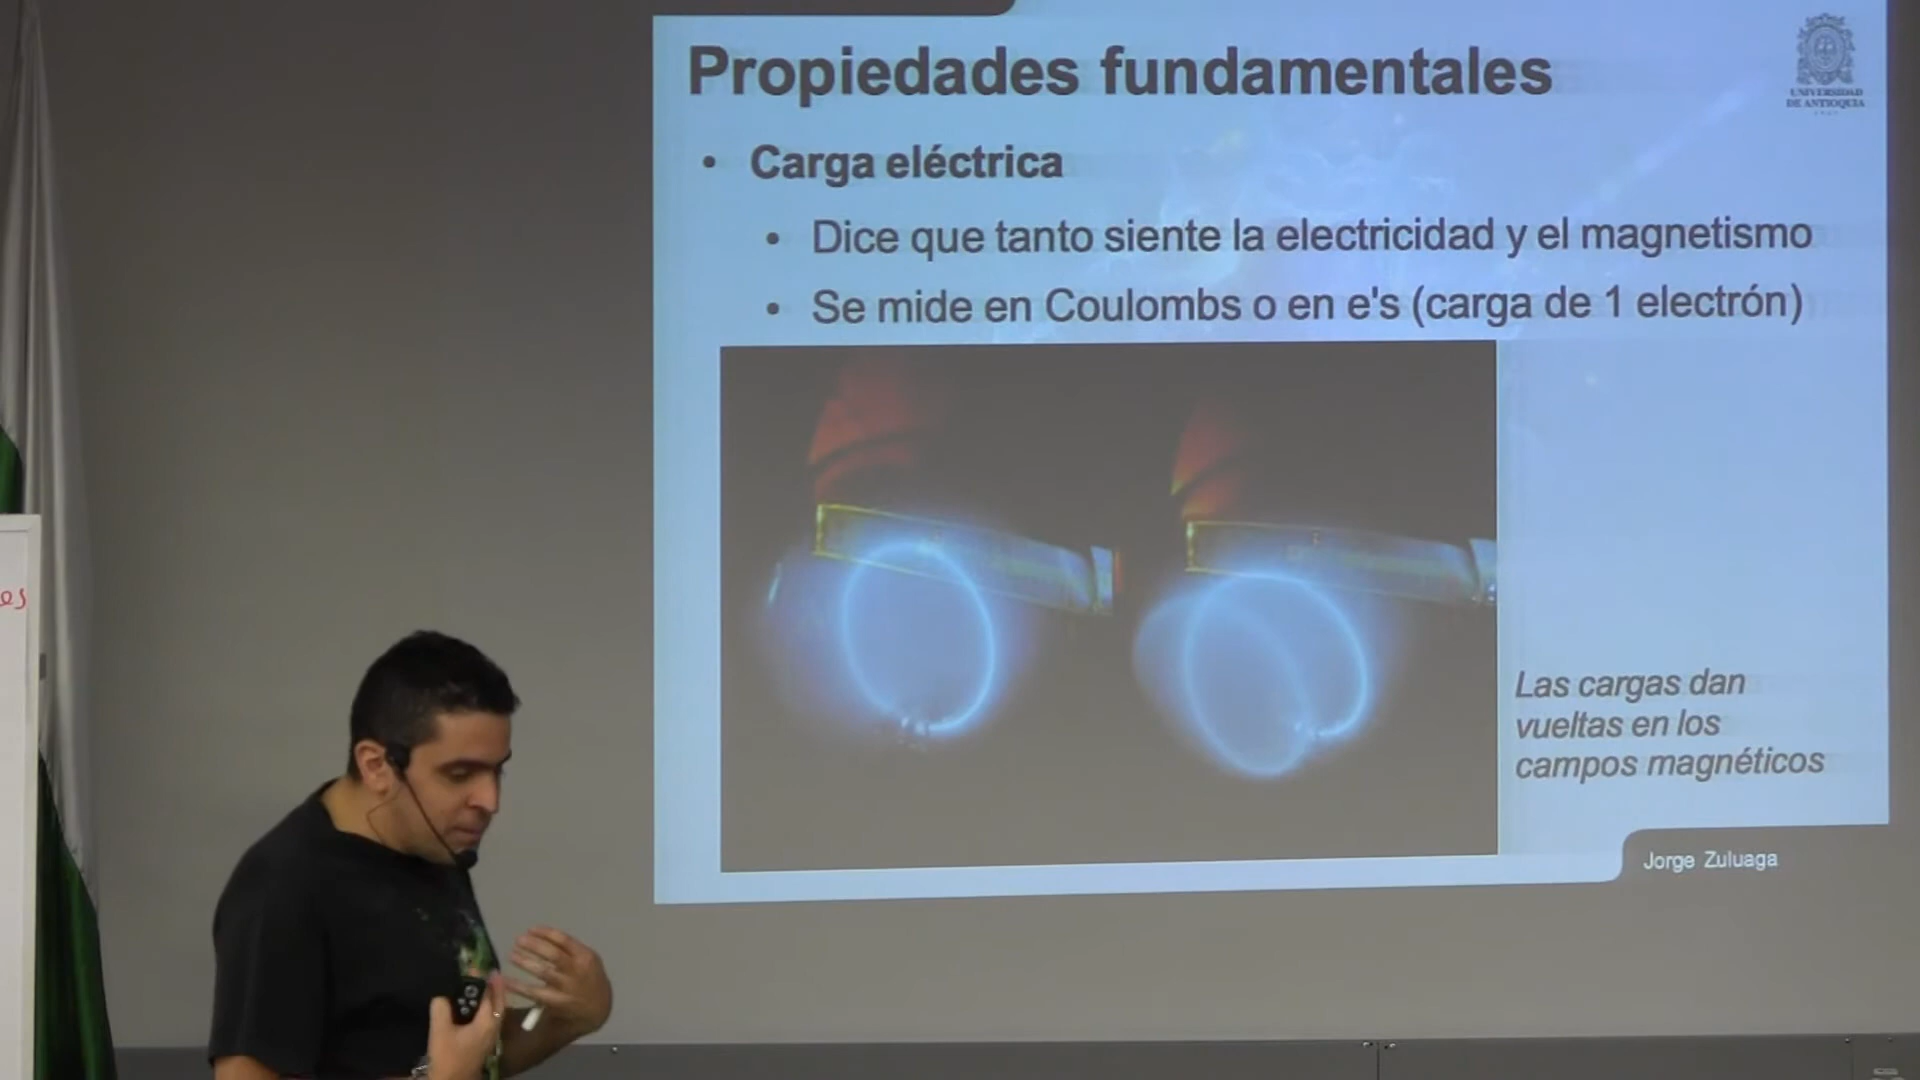 Propiedades fundamentales
UNIVERSIDAD
DE ANTIOQUIA
• Carga eléctrica
• Dice que tanto siente la electricidad y el magnetismo
• Se mide en Coulombs o en e's (carga de 1 electrón)
es
Las cargas dan
vueltas en los
campos magnéticos
Jorge Zuluaga